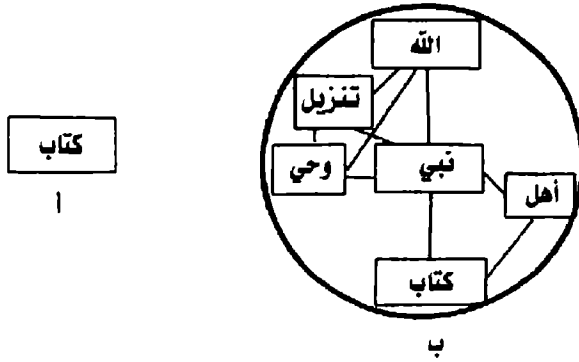 الله
تنزيل
كتاب
وحي
نبي
أهل
أ
كتاب
ب